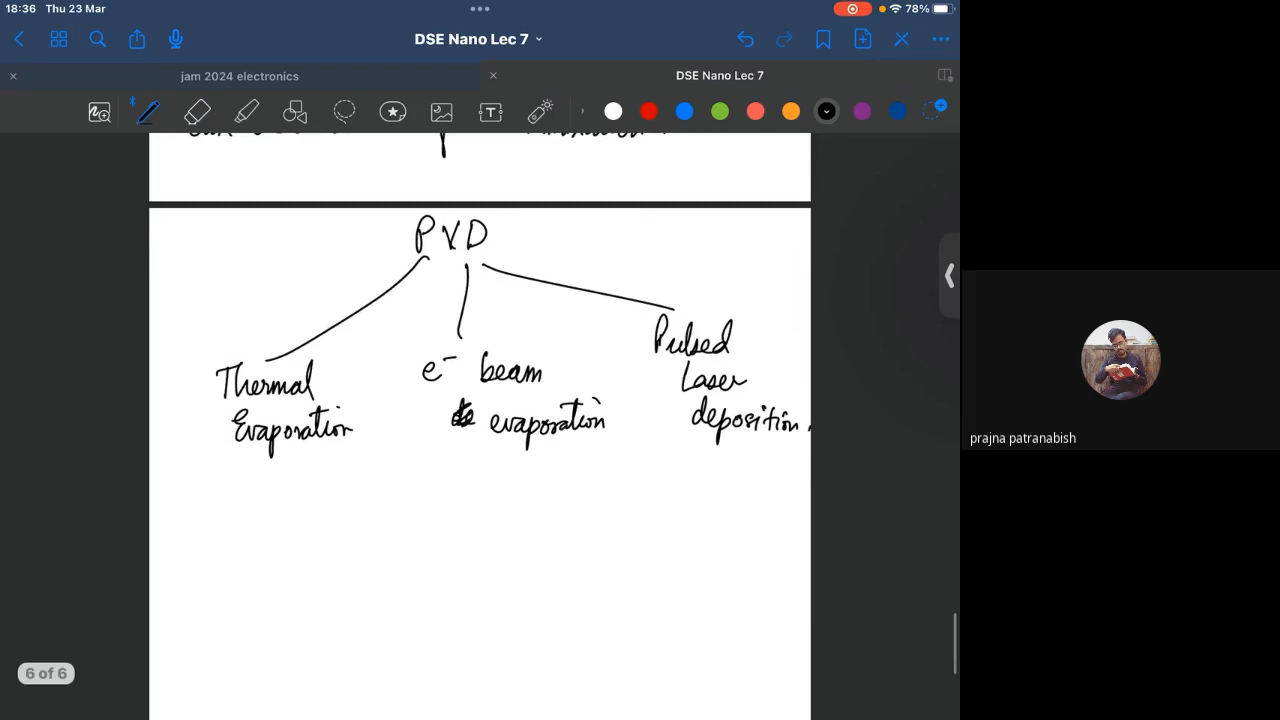 18:36 Thu 23 Mar
78%
DSE Nano Lec 7
jam 2024 electronics
DSE Nano Lec 7
PVD
Thermal
Evaporation
e⁻ beam
evaporation
Pulsed
Laser
deposition.
prajna patranabish
6 of 6